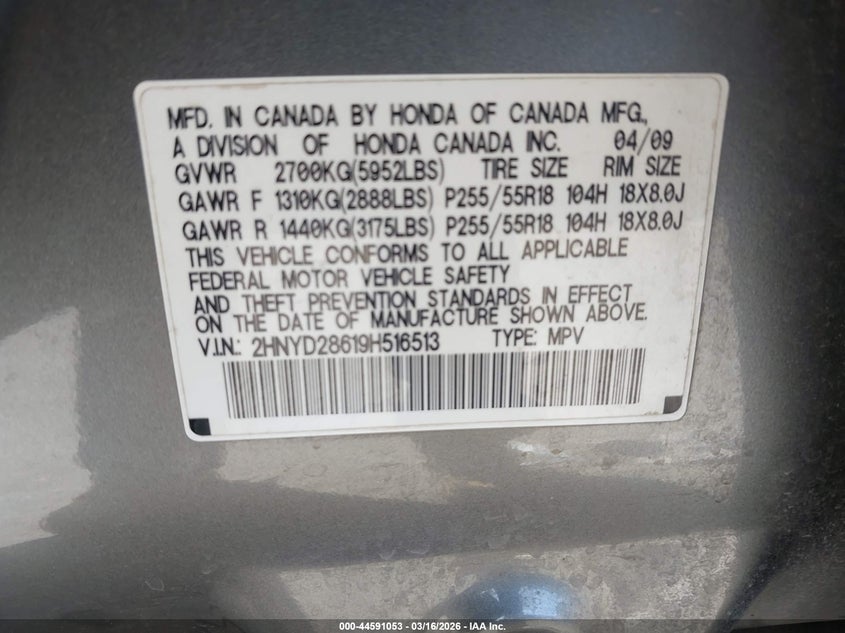 MFD. IN CANADA BY HONDA OF CANADA MFG.,
A DIVISION OF HONDA CANADA INC. 04/09
GVWR 2700KG(5952LBS) TIRE SIZE RIM SIZE
GAWR F 1310KG(2888LBS) P255/55R18 104H 18X8.0J
GAWR R 1440KG(3175LBS) P255/55R18 104H 18X8.0J
THIS VEHICLE CONFORMS TO ALL APPLICABLE
FEDERAL MOTOR VEHICLE SAFETY
AND THEFT PREVENTION STANDARDS IN EFFECT
ON THE DATE OF MANUFACTURE SHOWN ABOVE.
V.I.N.: 2HNYD28619H516513 TYPE: MPV
000-44591053 - 03/16/2026 - IAA, Inc.